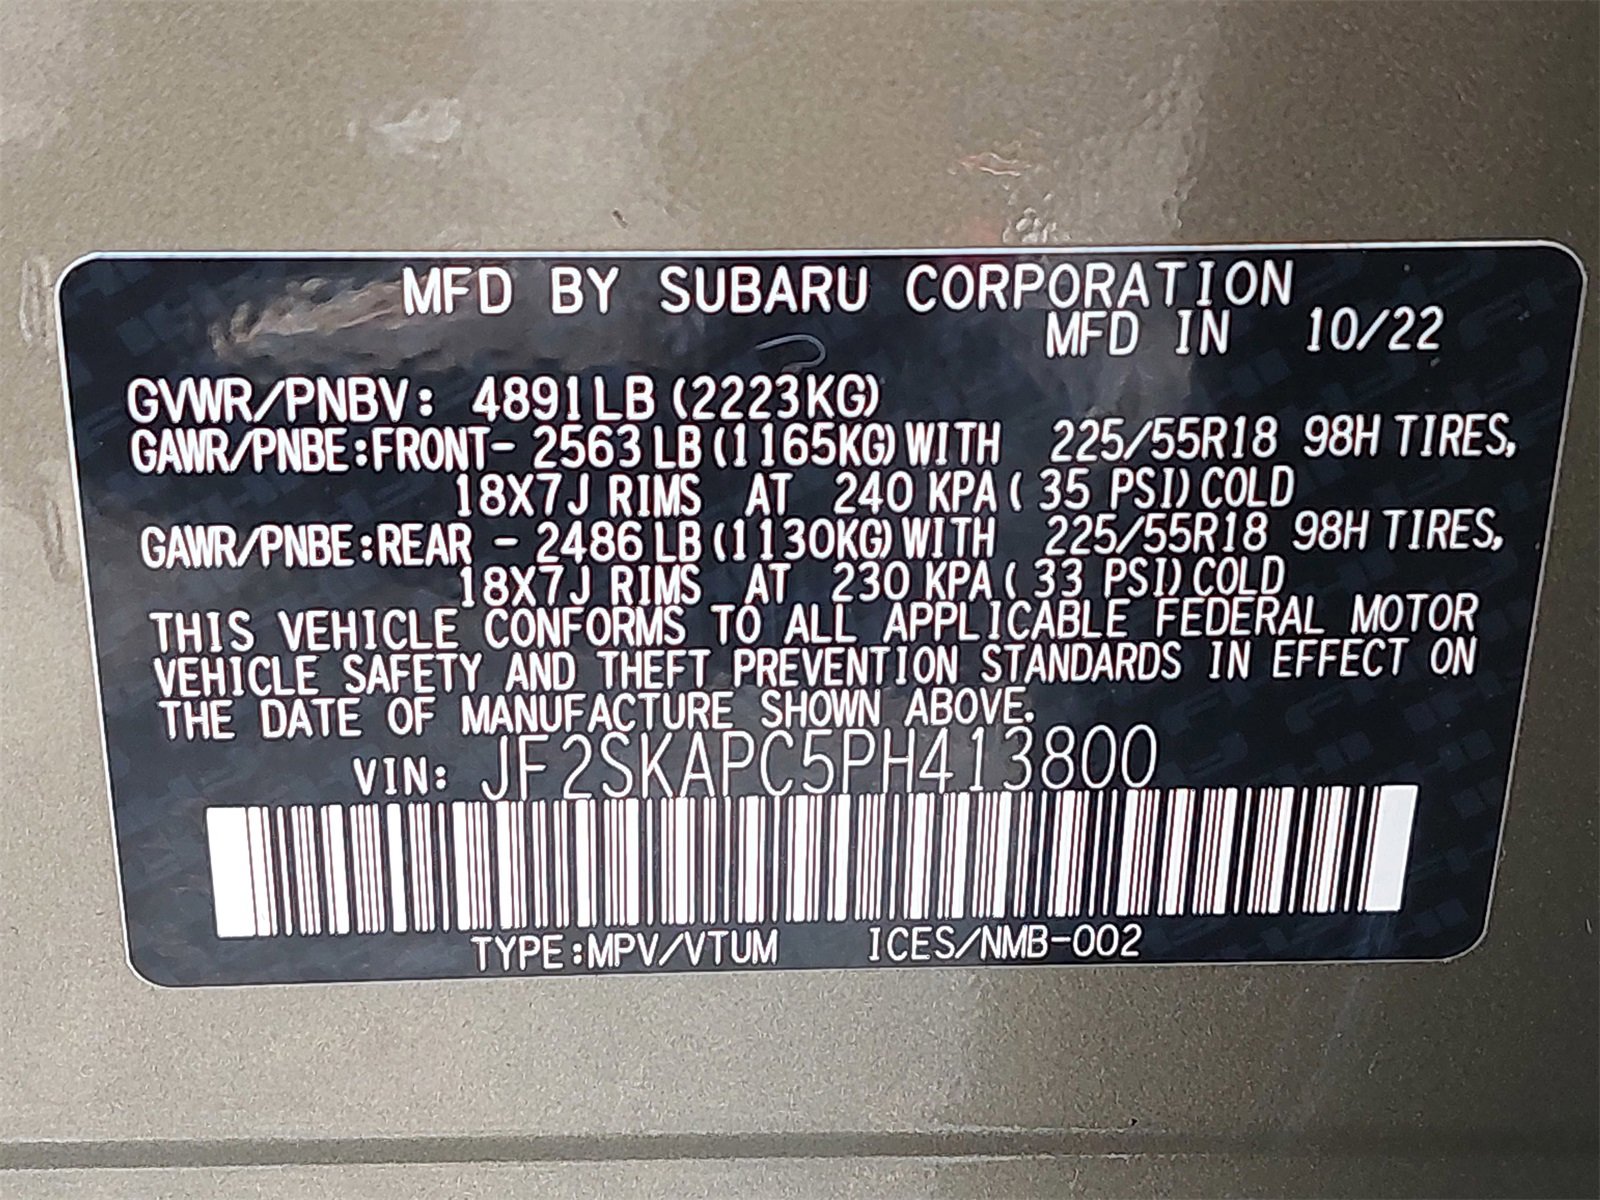 MFD BY SUBARU CORPORATION
MFD IN 10/22
GVWR/PNBV: 4891LB (2223KG)
GAWR/PNBE:FRONT- 2563 LB (1165KG) WITH 225/55R18 98H TIRES,
18X7J RIMS AT 240 KPA ( 35 PSI) COLD
GAWR/PNBE:REAR - 2486 LB (1130KG) WITH 225/55R18 98H TIRES,
18X7J RIMS AT 230 KPA ( 33 PSI) COLD
THIS VEHICLE CONFORMS TO ALL APPLICABLE FEDERAL MOTOR
VEHICLE SAFETY AND THEFT PREVENTION STANDARDS IN EFFECT ON
THE DATE OF MANUFACTURE SHOWN ABOVE.
VIN: JF2SKAPC5PH413800
TYPE:MPV/VTUM ICES/NMB-002